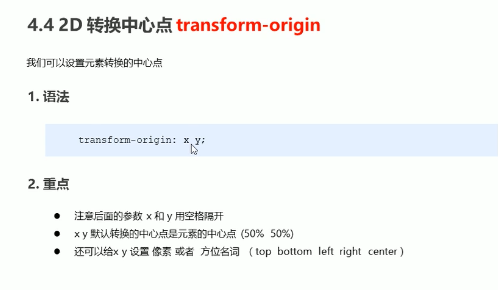 4.4 2D 转换中心点 transform-origin
我们可以设置元素转换的中心点
1. 语法
transform-origin: x y;
2. 重点
● 注意后面的参数 x 和 y 用空格隔开
● x y 默认转换的中心点是元素的中心点 (50% 50%)
● 还可以给x y 设置 像素 或者 方位名词 ( top bottom left right center )